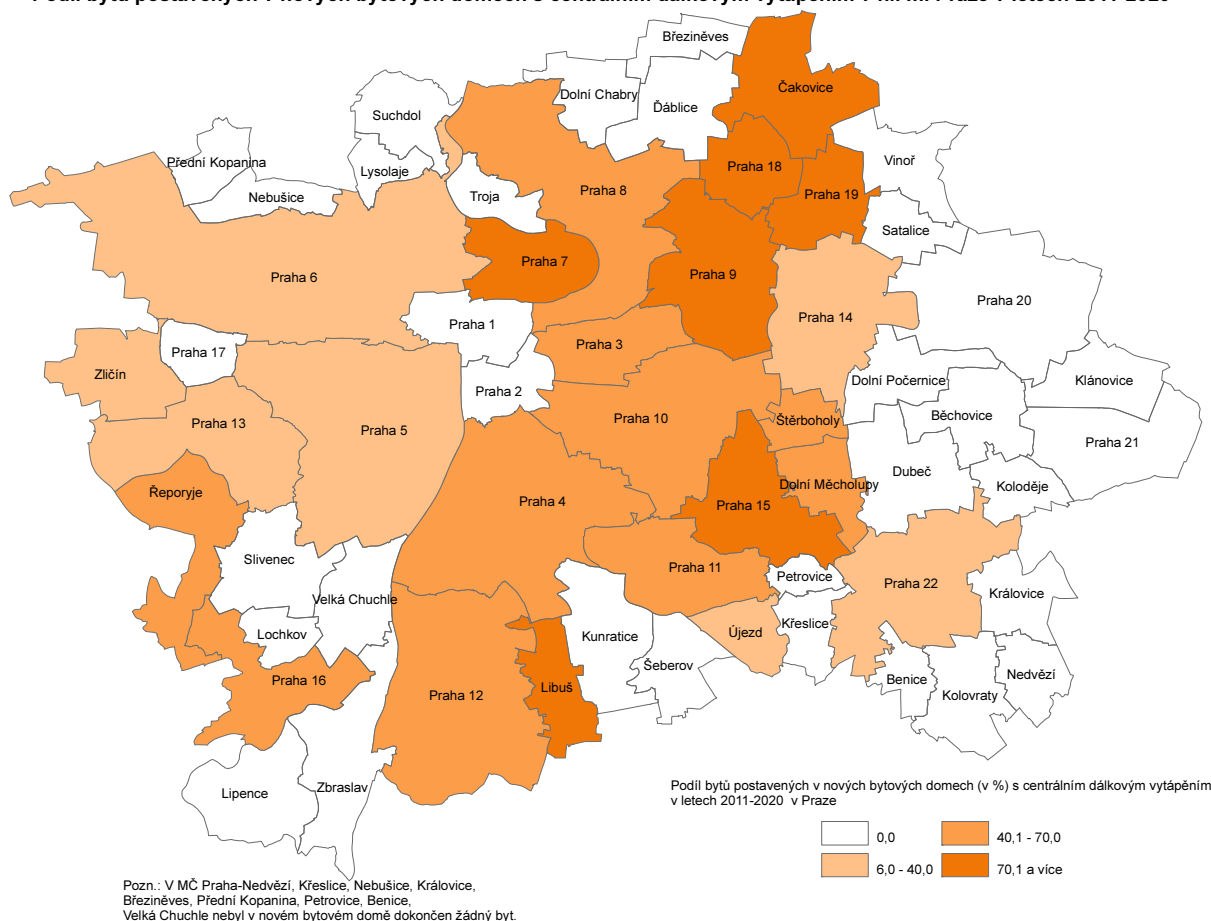 Březiněves
Čakovice
Dolní Chabry
Ďáblice
Suchdol
Přední Kopanina
Lysolaje
Nebušice
Praha 8
Praha 18
Vinoř
Troja
Praha 19
Satalice
Praha 6
Praha 7
Praha 9
Praha 20
Praha 1
Praha 14
Praha 17
Praha 3
Zličín
Praha 2
Dolní Počernice
Klánovice
Praha 13
Praha 5
Praha 10
Štěrboholy
Běchovice
Praha 21
Řeporyje
Dubeč
Koloděje
Dolní Měcholupy
Praha 4
Praha 15
Slivenec
Praha 11
Petrovice
Praha 22
Velká Chuchle
Královice
Lochkov
Kunratice
Újezd
Křeslice
Šeberov
Praha 16
Praha 12
Libuš
Benice
Nedvězí
Kolovraty
Lipence
Zbraslav
Podíl bytů postavených v nových bytových domech (v %) s centrálním dálkovým vytápěním
v letech 2011-2020 v Praze
0,0
40,1 - 70,0
6,0 - 40,0
70,1 a více
Pozn.: V MČ Praha-Nedvězí, Křeslice, Nebušice, Královice,
Březiněves, Přední Kopanina, Petrovice, Benice,
Velká Chuchle nebyl v novém bytovém domě dokončen žádný byt.